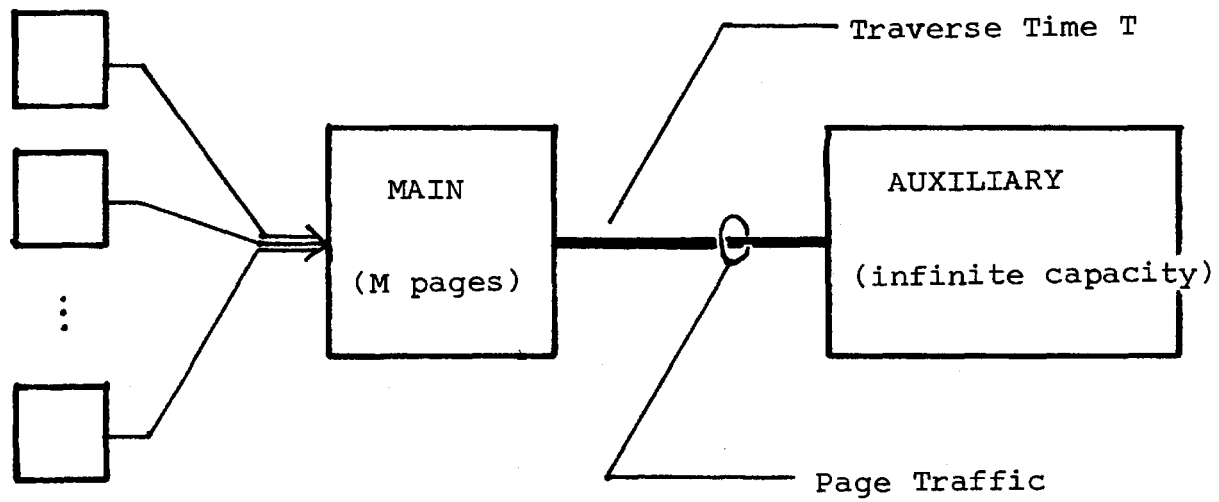 Traverse Time T
MAIN
(M pages)
AUXILIARY
(infinite capacity)
⋮
Page Traffic